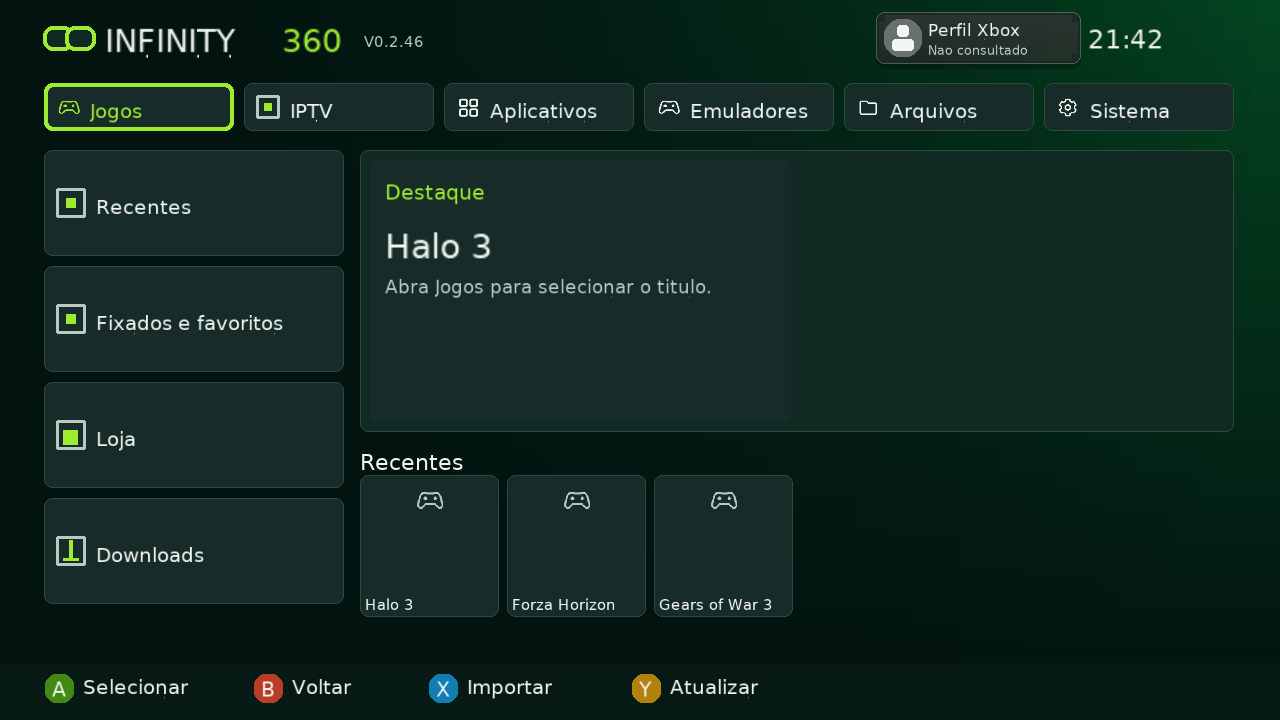 INFINITY 360 V0.2.46
Perfil Xbox
Nao consultado
21:42
Jogos
IPTV
Aplicativos
Emuladores
Arquivos
Sistema
Recentes
Fixados e favoritos
Loja
Downloads
Destaque
Halo 3
Abra Jogos para selecionar o titulo.
Recentes
Halo 3
Forza Horizon
Gears of War 3
A Selecionar
B Voltar
X Importar
Y Atualizar